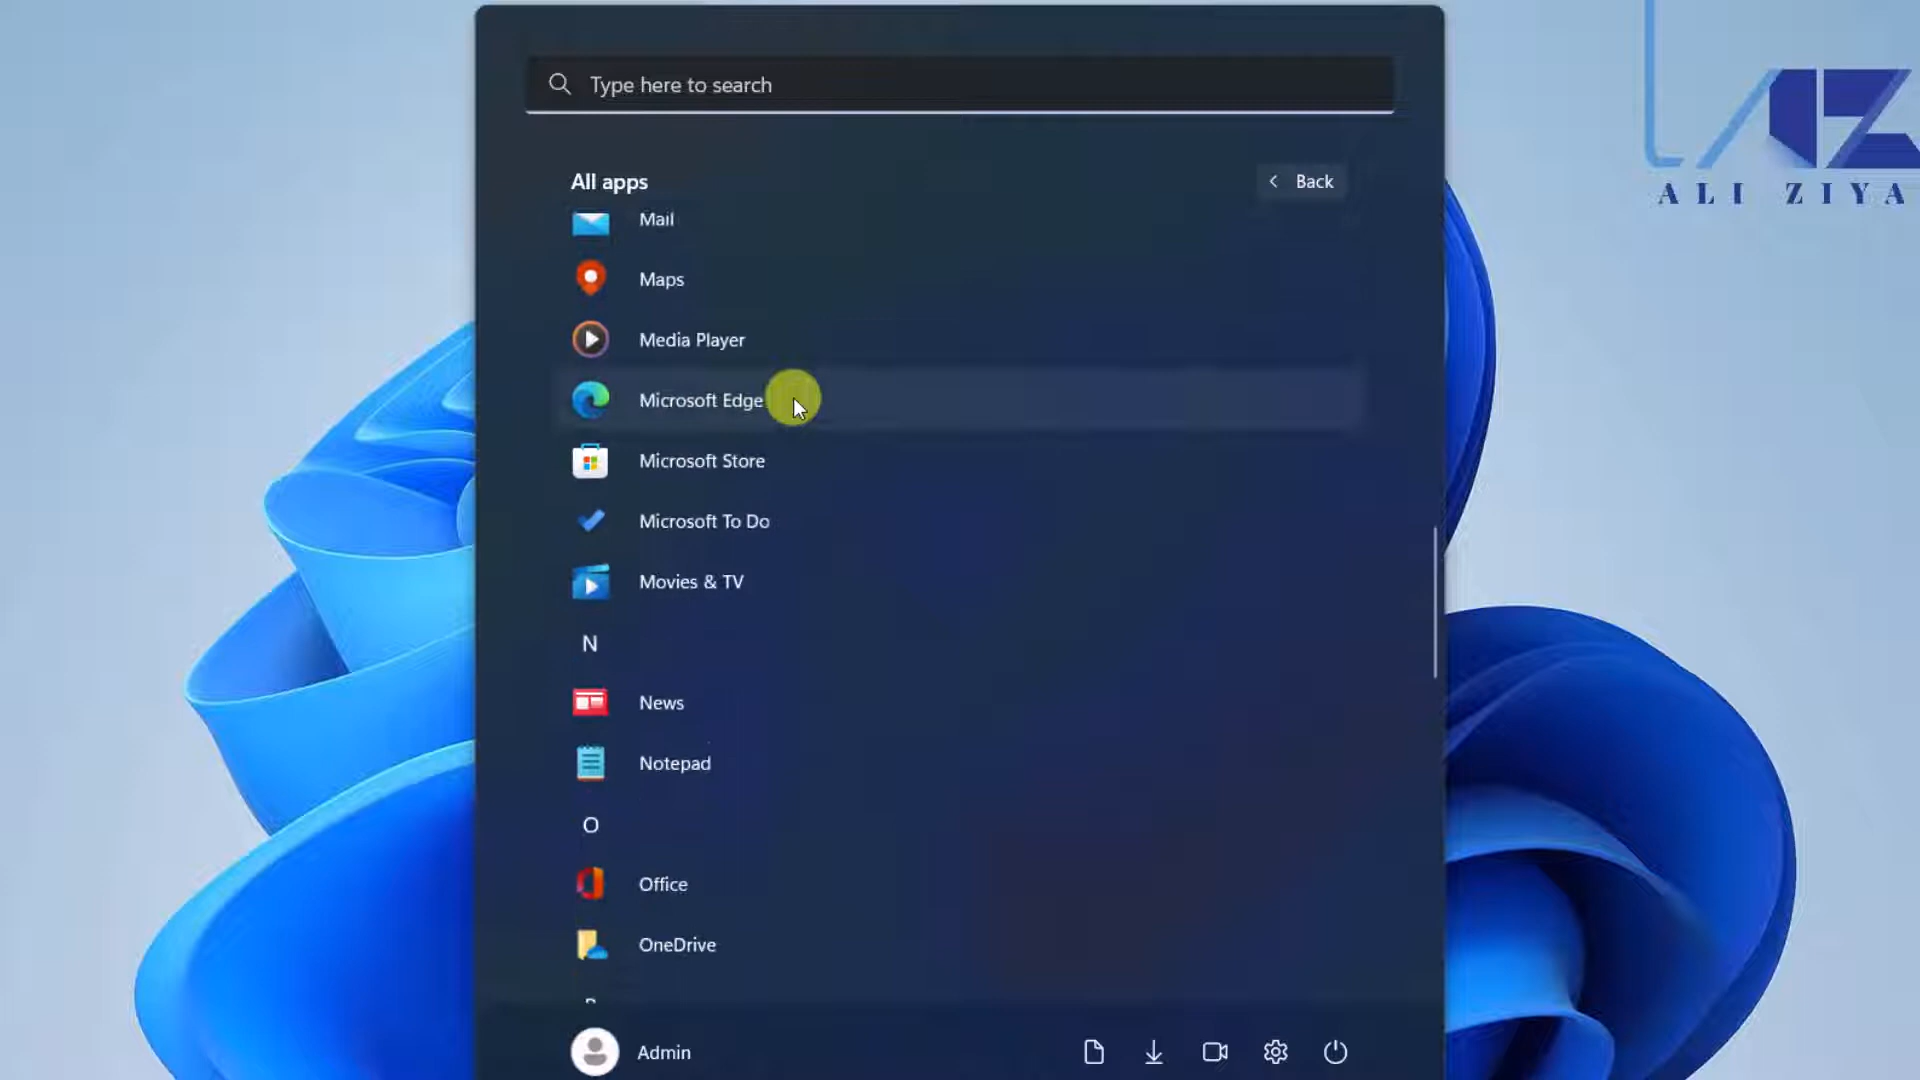 Type here to search
All apps
Back
Mail
Maps
Media Player
Microsoft Edge
Microsoft Store
Microsoft To Do
Movies & TV
N
News
Notepad
O
Office
OneDrive
Admin
ALI ZIYA